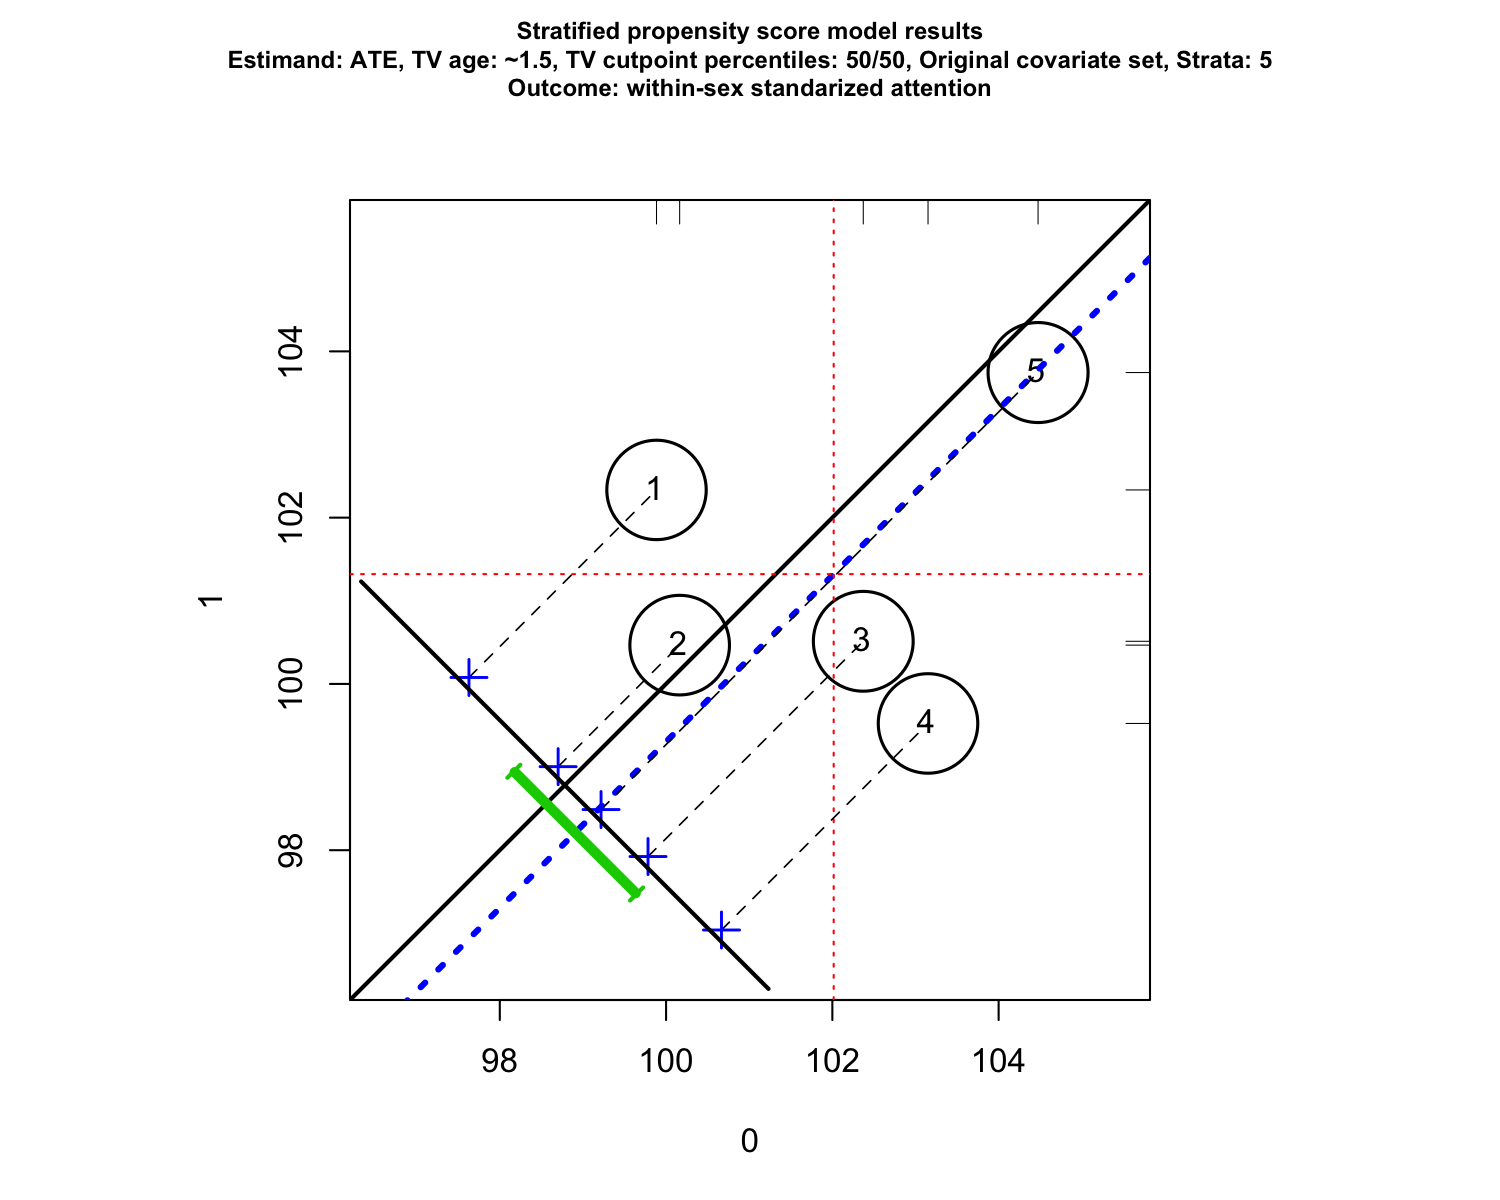 Stratified propensity score model results
Estimand: ATE, TV age: ~1.5, TV cutpoint percentiles: 50/50, Original covariate set, Strata: 5
Outcome: within-sex standarized attention
104
5
1
102
1
2
3
100
4
98
98 100 102 104
0